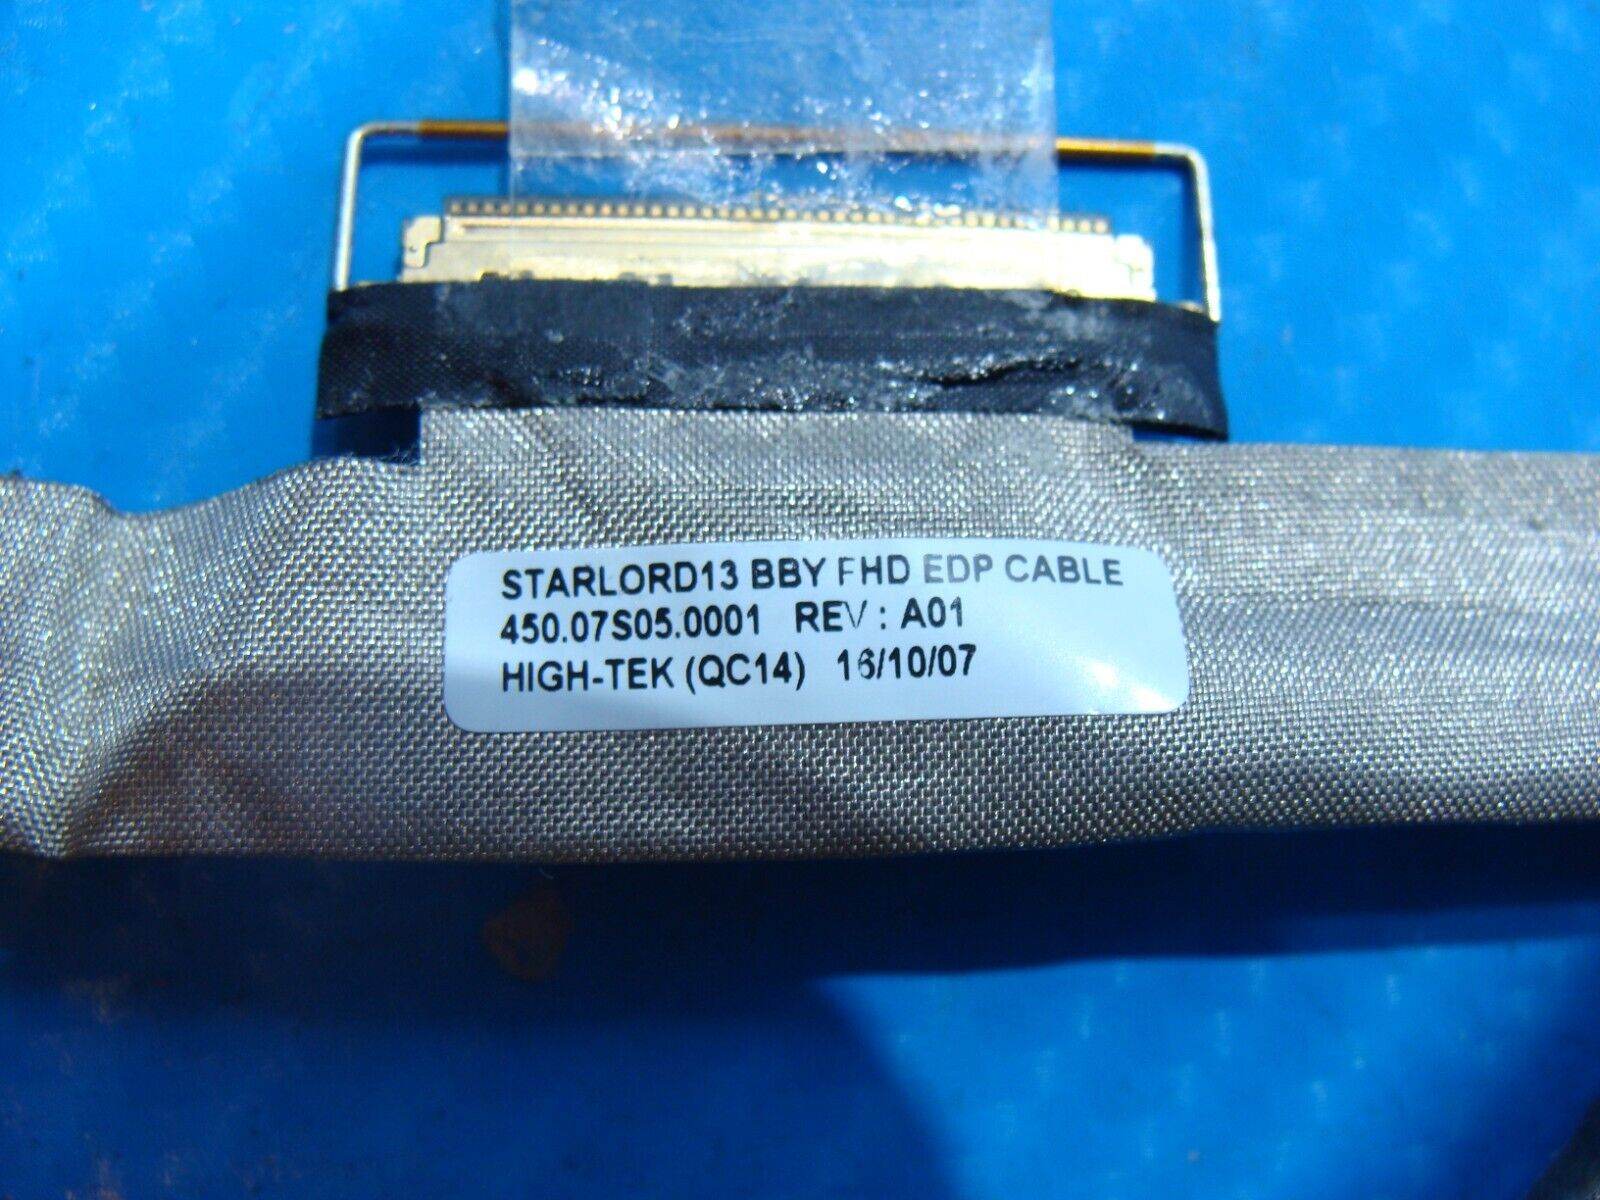 STARLORD13 BBY FHD EDP CABLE
450.07S05.0001 REV : A01
HIGH-TEK (QC14) 16/10/07